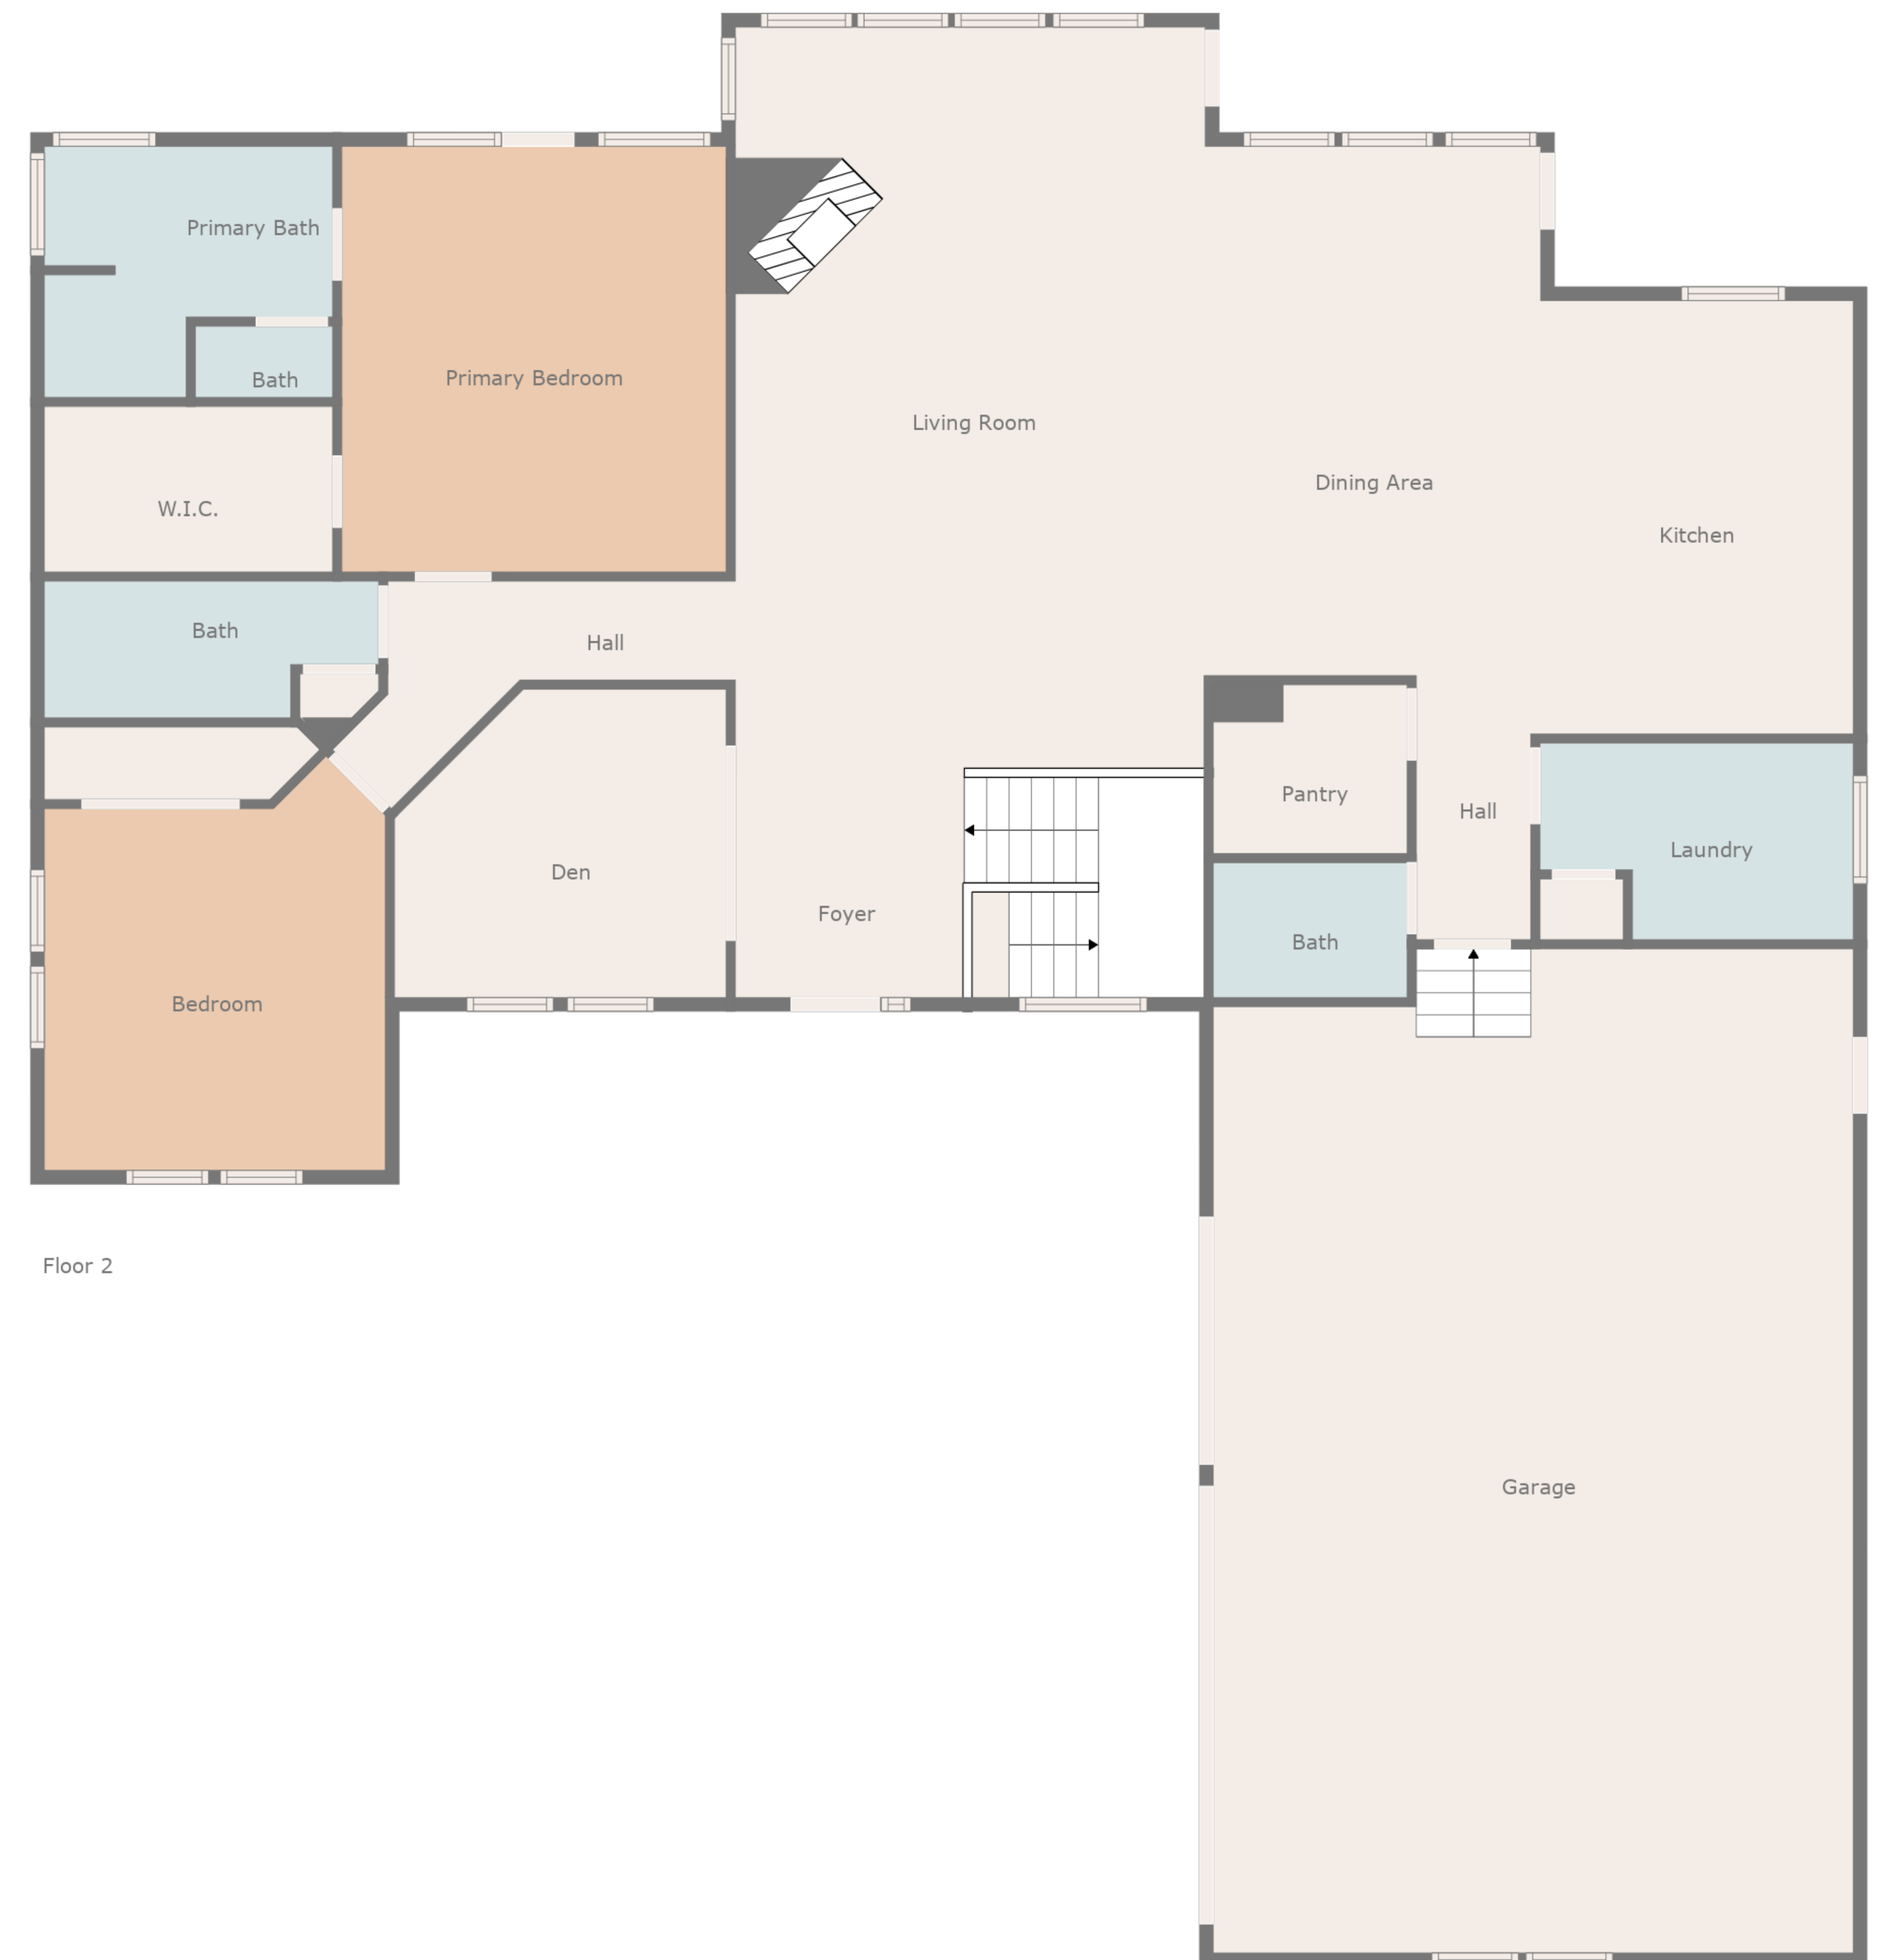 Primary Bath
Bath
Primary Bedroom
Living Room
Dining Area
W.I.C.
Kitchen
Bath
Hall
Pantry
Hall
Laundry
Den
Foyer
Bath
Bedroom
Floor 2
Garage